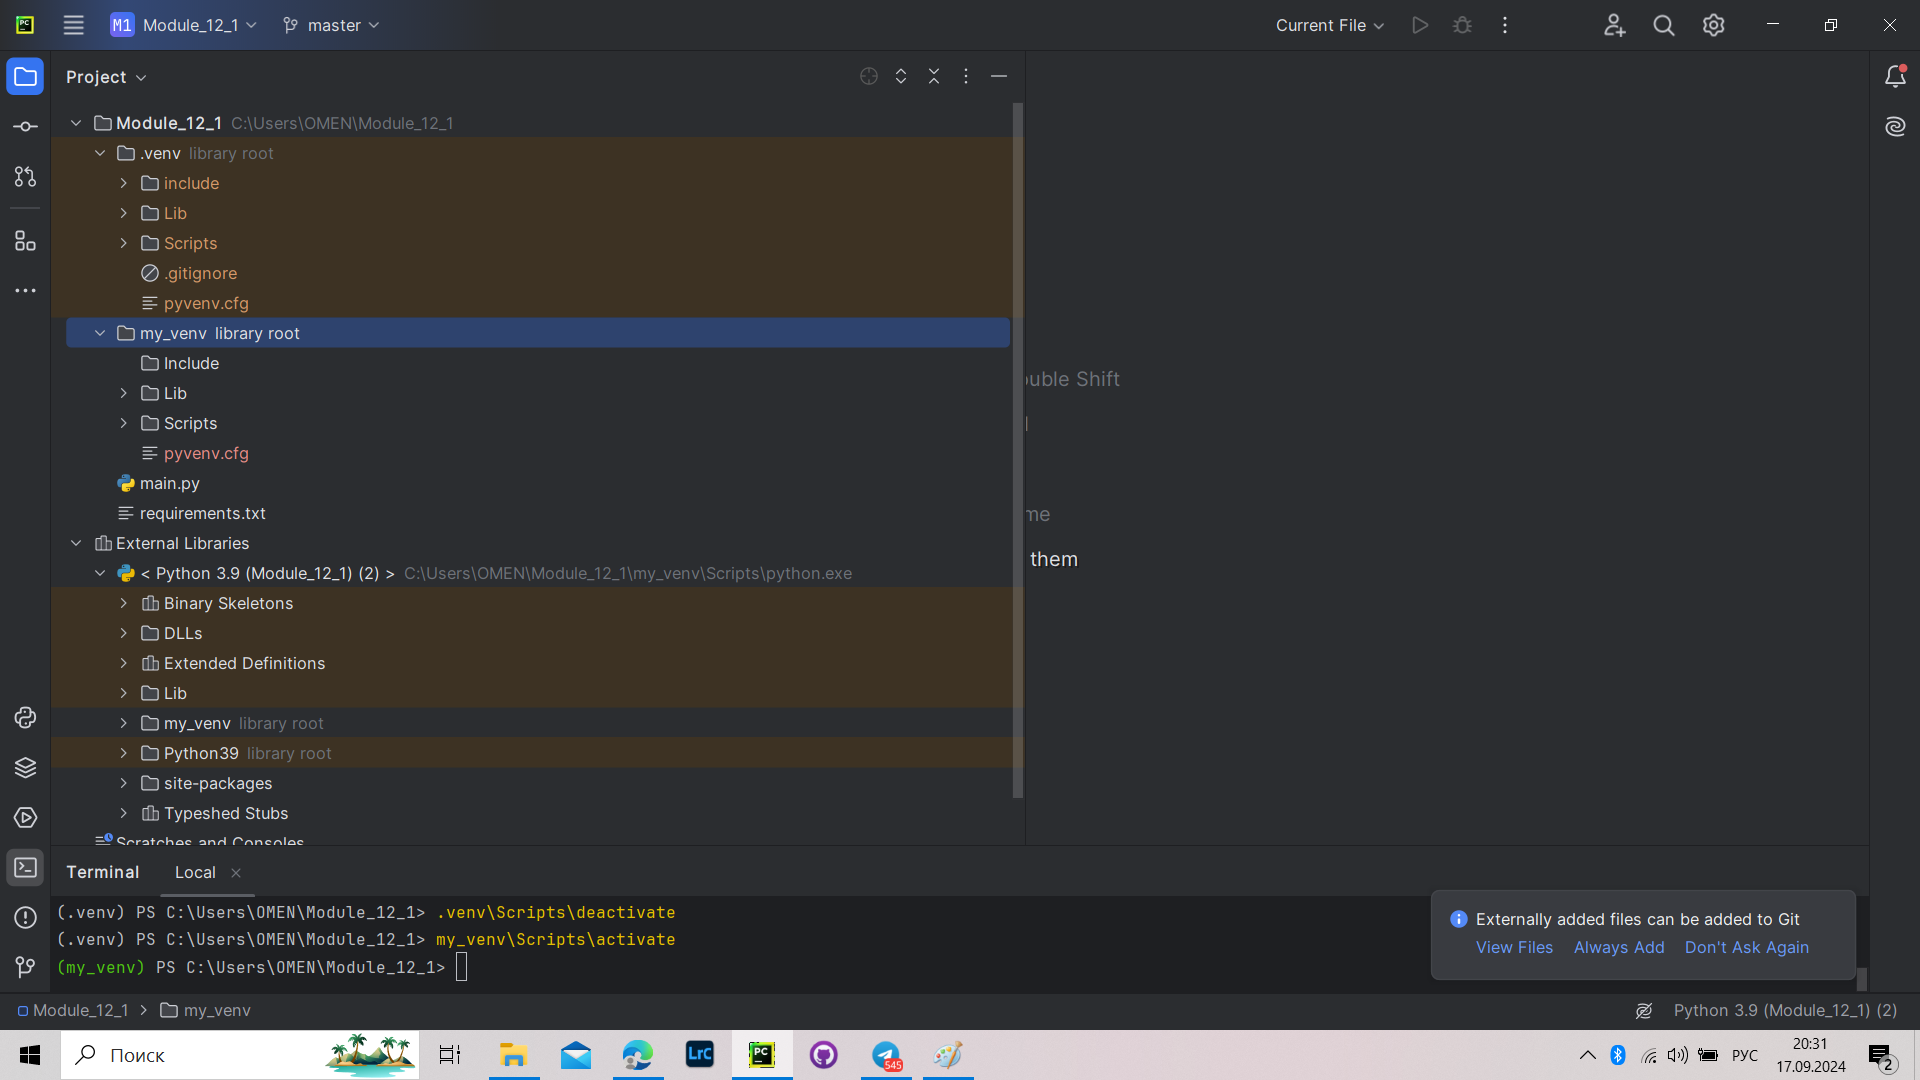 PC M1 Module_12_1 master Current File
Project
Module_12_1 C:\Users\OMEN\Module_12_1
.venv library root
include
Lib
Scripts
.gitignore
pyvenv.cfg
my_venv library root
Include
Lib
Scripts
pyvenv.cfg
main.py
requirements.txt
External Libraries
< Python 3.9 (Module_12_1) (2) > C:\Users\OMEN\Module_12_1\my_venv\Scripts\python.exe
Binary Skeletons
DLLs
Extended Definitions
Lib
my_venv library root
Python39 library root
site-packages
Typeshed Stubs
Scratches and Consoles
Shift
them
Terminal Local
(.venv) PS C:\Users\OMEN\Module_12_1> .venv\Scripts\deactivate
(.venv) PS C:\Users\OMEN\Module_12_1> my_venv\Scripts\activate
(my_venv) PS C:\Users\OMEN\Module_12_1>
Externally added files can be added to Git
View Files Always Add Don't Ask Again
Module_12_1 > my_venv Python 3.9 (Module_12_1) (2)
Поиск LrC PC 545 РУС 20:31
17.09.2024 2